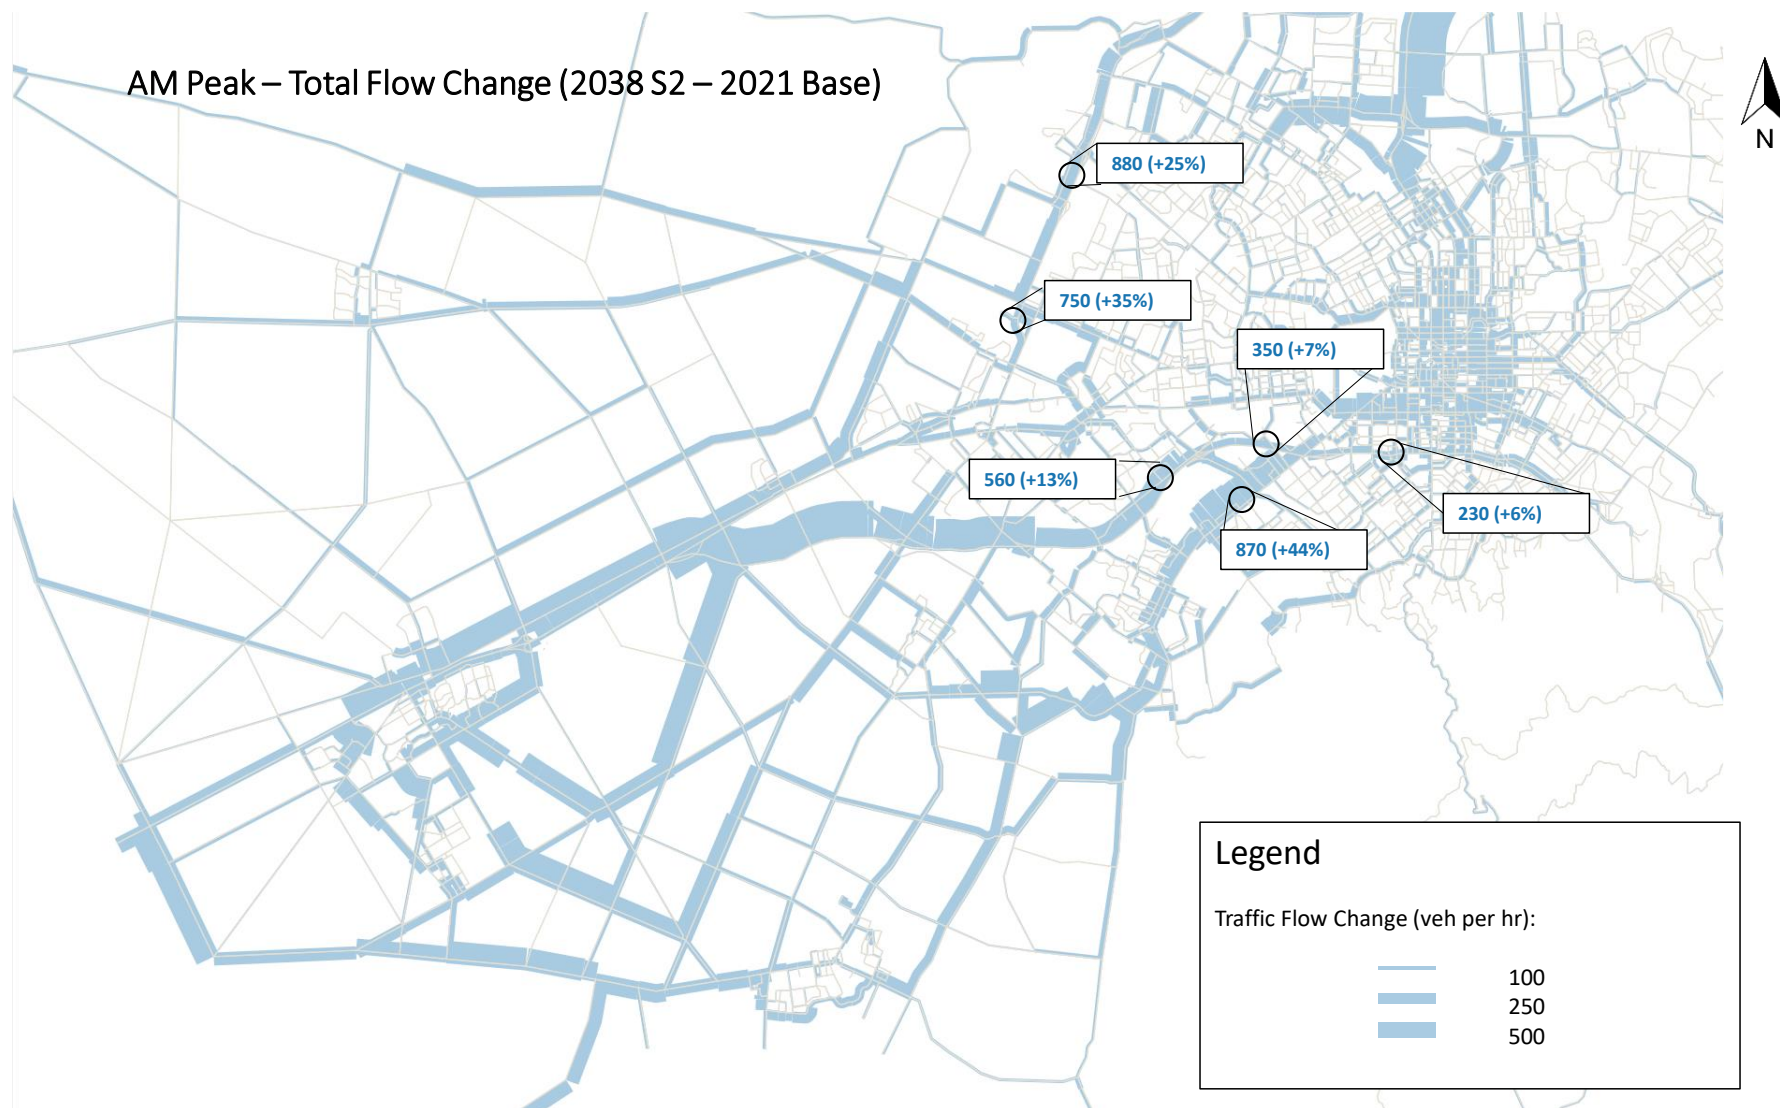 AM Peak – Total Flow Change (2038 S2 – 2021 Base)
N
880 (+25%)
750 (+35%)
350 (+7%)
560 (+13%)
230 (+6%)
870 (+44%)
Legend
Traffic Flow Change (veh per hr):
100
250
500